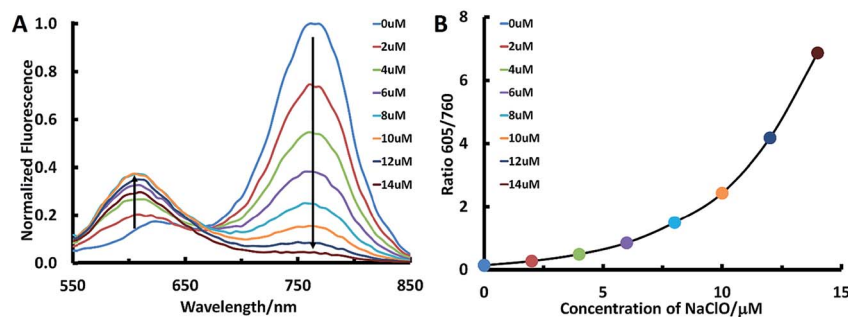 A
Normalized Fluorescence
1.0
0.8
0.6
0.4
0.2
0.0
550
650
750
850
Wavelength/nm
0uM
2uM
4uM
6uM
8uM
10uM
12uM
14uM
B
Ratio 605/760
8
6
4
2
0
0
5
10
15
Concentration of NaClO/μM
0uM
2uM
4uM
6uM
8uM
10uM
12uM
14uM